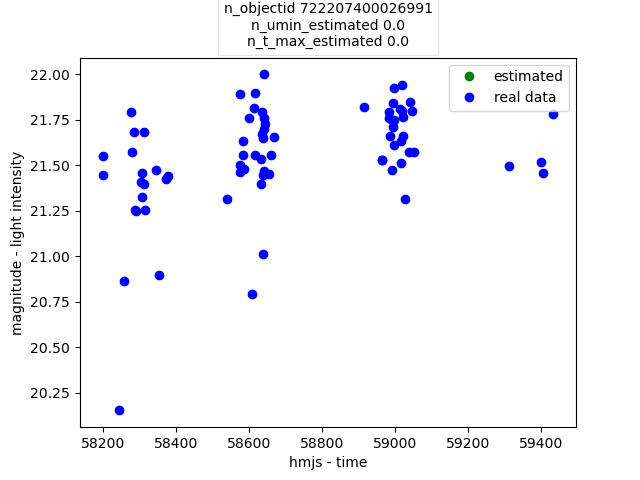 n_objectid 722207400026991
n_umin_estimated 0.0
n_t_max_estimated 0.0
estimated
real data
magnitude - light intensity
22.00
21.75
21.50
21.25
21.00
20.75
20.50
20.25
58200 58400 58600 58800 59000 59200 59400
hmjs - time